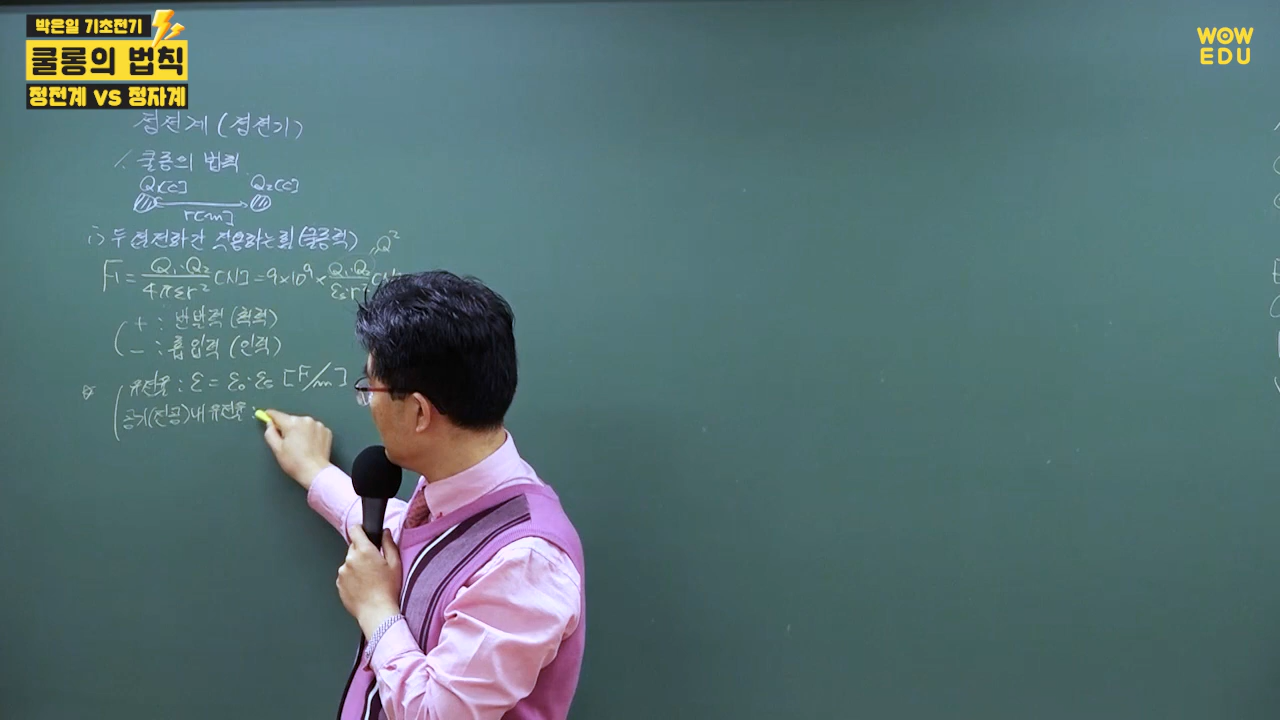 박은일 기초전기
쿨롱의 법칙
정전계 vs 정자계
WOW
EDU
정전계 (정전기)
1. 쿨롱의 법칙
Q₁[C] Q₂[C]
r[m]
i) 두 점전하간 작용하는 힘 (쿨롱력)
Q²
F = Q₁·Q₂ / 4πεr² [N] = 9×10⁹ × Q₁·Q₂ / εₛ·r²
+ : 반발력 (척력)
- : 흡입력 (인력)
유전율 : ε = ε₀·εₛ [F/m]
공기(진공)내 유전율 :